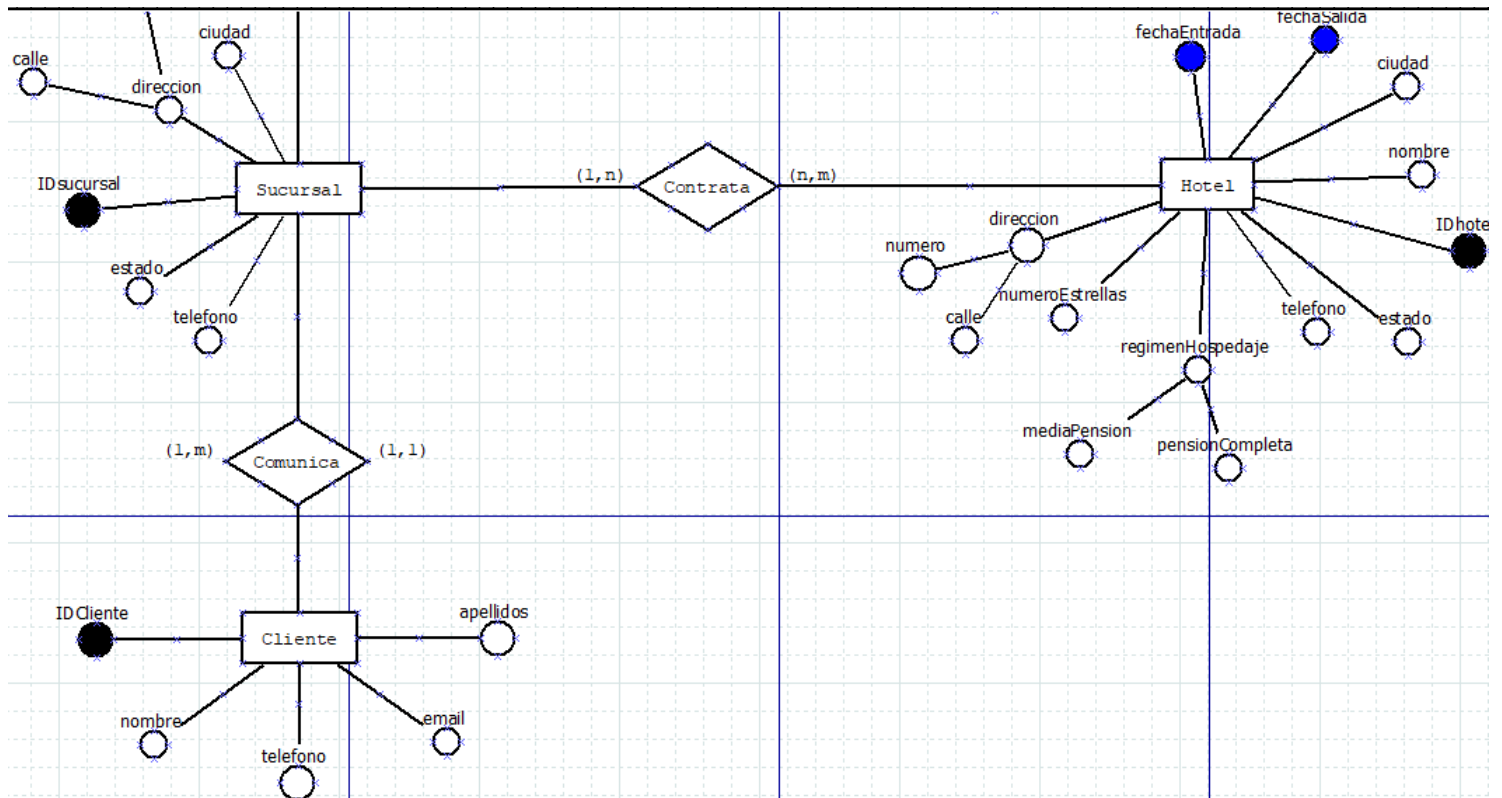 ciudad
calle
direccion
IDsucursal
Sucursal
estado
telefono
(1,n)
Contrata
(n,m)
fechaEntrada
fechaSalida
ciudad
nombre
Hotel
IDhotel
direccion
numero
calle
numeroEstrellas
telefono
estado
regimenHospedaje
mediaPension
pensionCompleta
(1,m)
Comunica
(1,1)
IDCliente
Cliente
apellidos
nombre
telefono
email